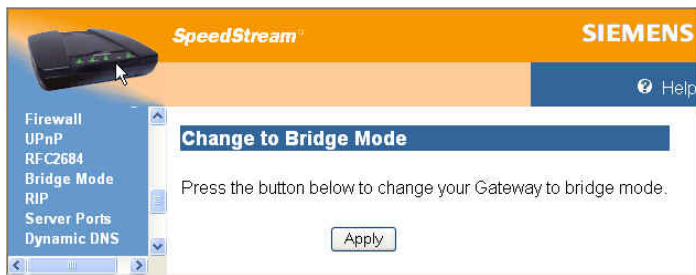 SpeedStream
SIEMENS
Help
Firewall
UPnP
RFC2684
Bridge Mode
RIP
Server Ports
Dynamic DNS
Change to Bridge Mode
Press the button below to change your Gateway to bridge mode.
Apply